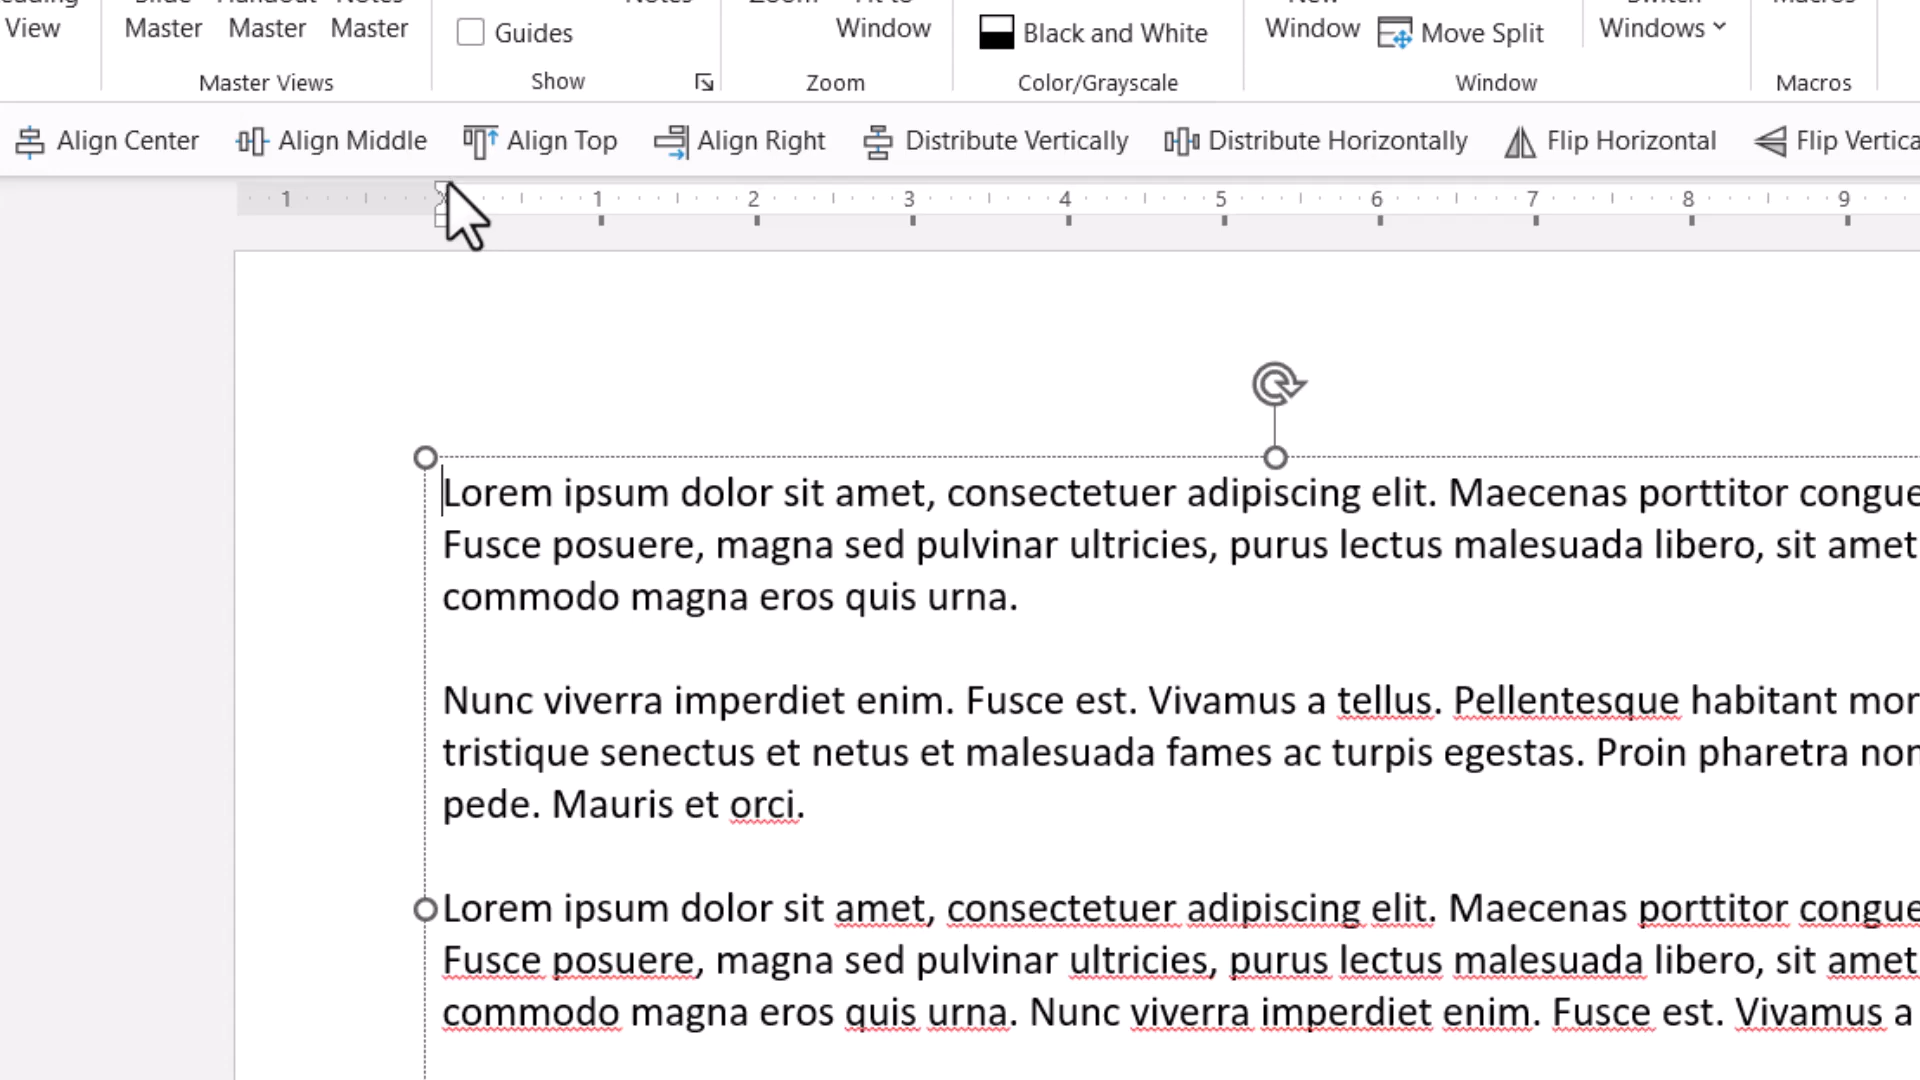 View Master Master Master Guides Window Black and White Window Move Split Windows
Master Views Show Zoom Color/Grayscale Window Macros
Align Center Align Middle Align Top Align Right Distribute Vertically Distribute Horizontally Flip Horizontal Flip Vertica
1 1 2 3 4 5 6 7 8 9
Lorem ipsum dolor sit amet, consectetuer adipiscing elit. Maecenas porttitor congue
Fusce posuere, magna sed pulvinar ultricies, purus lectus malesuada libero, sit amet
commodo magna eros quis urna.
Nunc viverra imperdiet enim. Fusce est. Vivamus a tellus. Pellentesque habitant mor
tristique senectus et netus et malesuada fames ac turpis egestas. Proin pharetra non
pede. Mauris et orci.
Lorem ipsum dolor sit amet, consectetuer adipiscing elit. Maecenas porttitor congue
Fusce posuere, magna sed pulvinar ultricies, purus lectus malesuada libero, sit amet
commodo magna eros quis urna. Nunc viverra imperdiet enim. Fusce est. Vivamus a